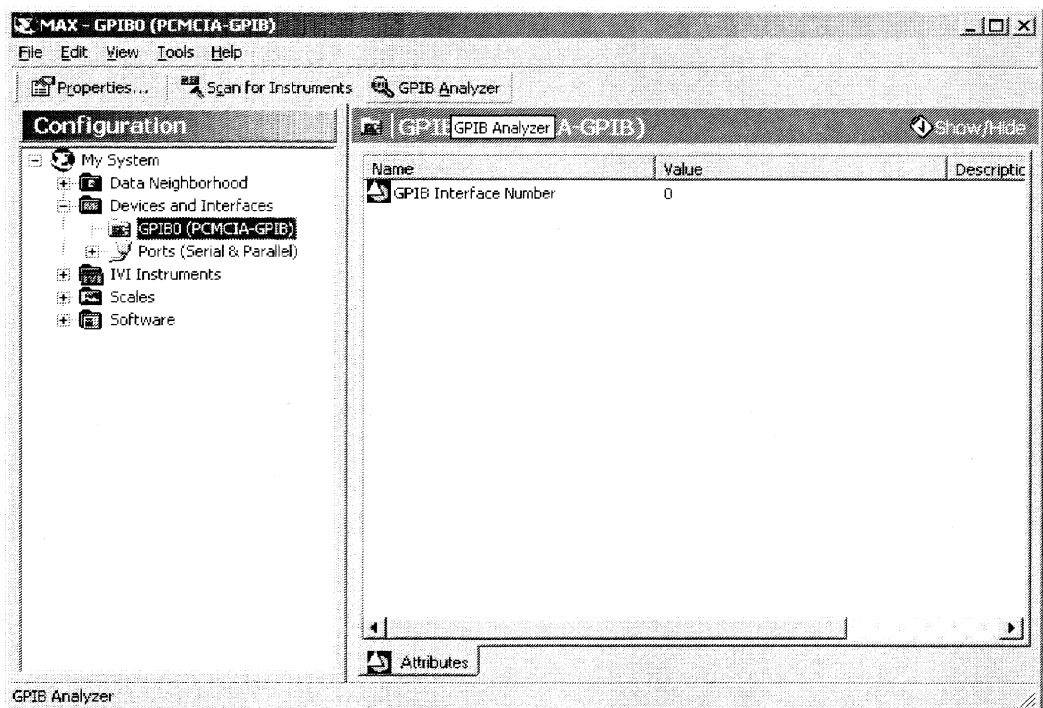 MAX - GPIB0 (PCMCIA-GPIB)
File Edit View Tools Help
Properties... Scan for Instruments GPIB Analyzer
Configuration
My System
Data Neighborhood
Devices and Interfaces
GPIB0 (PCMCIA-GPIB)
Ports (Serial & Parallel)
IVI Instruments
Scales
Software
GPIB Analyzer A-GPIB) Show/Hide
Name Value Descriptic
GPIB Interface Number 0
Attributes
GPIB Analyzer